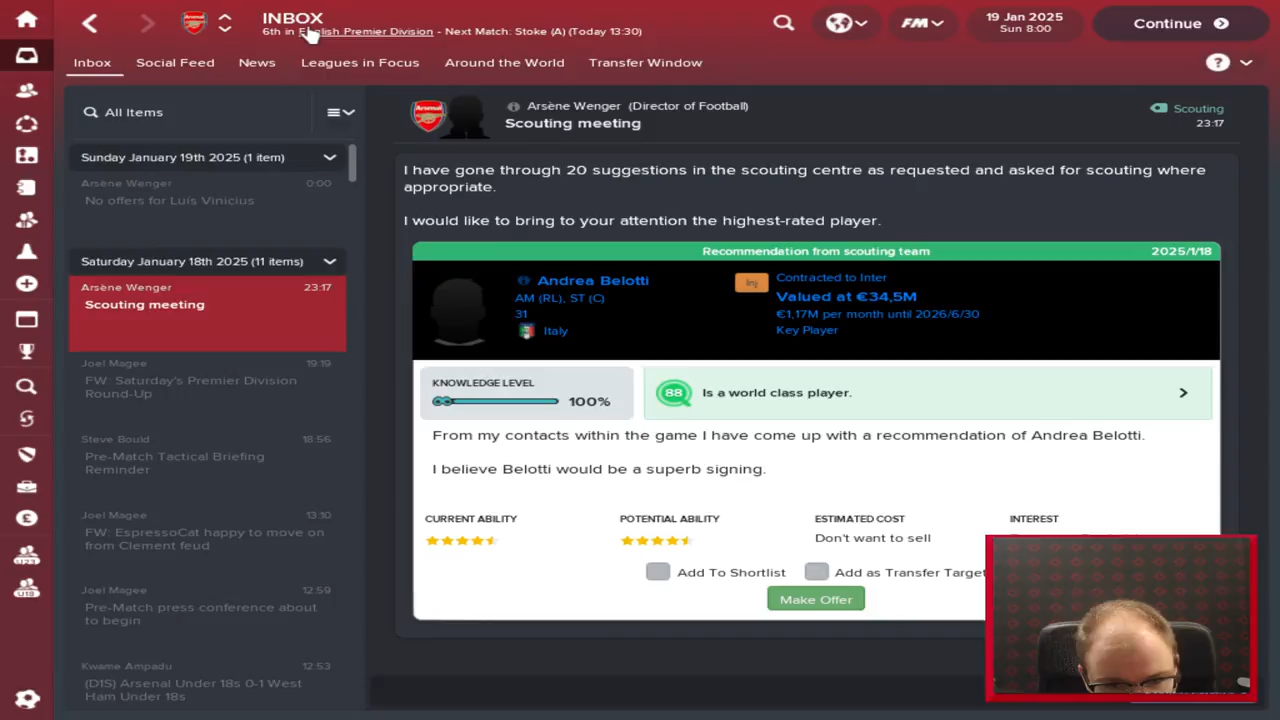 INBOX
6th in English Premier Division - Next Match: Stoke (A) (Today 13:30)
FM
19 Jan 2025
Sun 8:00
Continue
Inbox
Social Feed
News
Leagues in Focus
Around the World
Transfer Window
?
All Items
Sunday January 19th 2025 (1 item)
Arsène Wenger 0:00
No offers for Luís Vinicius
Saturday January 18th 2025 (11 items)
Arsène Wenger 23:17
Scouting meeting
Joel Magee 19:19
FW: Saturday's Premier Division
Round-Up
Steve Bould 18:56
Pre-Match Tactical Briefing
Reminder
Joel Magee 13:10
FW: EspressoCat happy to move on
from Clement feud
Joel Magee 12:59
Pre-Match press conference about
to begin
Kwame Ampadu 12:53
(D1S) Arsenal Under 18s 0-1 West
Ham Under 18s
U23
U18
Arsenal
Arsène Wenger (Director of Football)
Scouting meeting
Scouting
23:17
I have gone through 20 suggestions in the scouting centre as requested and asked for scouting where
appropriate.
I would like to bring to your attention the highest-rated player.
Recommendation from scouting team 2025/1/18
Andrea Belotti
AM (RL), ST (C)
31
Italy
Inj
Contracted to Inter
Valued at €34,5M
€1,17M per month until 2026/6/30
Key Player
KNOWLEDGE LEVEL
100%
88
Is a world class player.
From my contacts within the game I have come up with a recommendation of Andrea Belotti.
I believe Belotti would be a superb signing.
CURRENT ABILITY
POTENTIAL ABILITY
ESTIMATED COST
Don't want to sell
INTEREST
Add To Shortlist
Add as Transfer Target
Make Offer